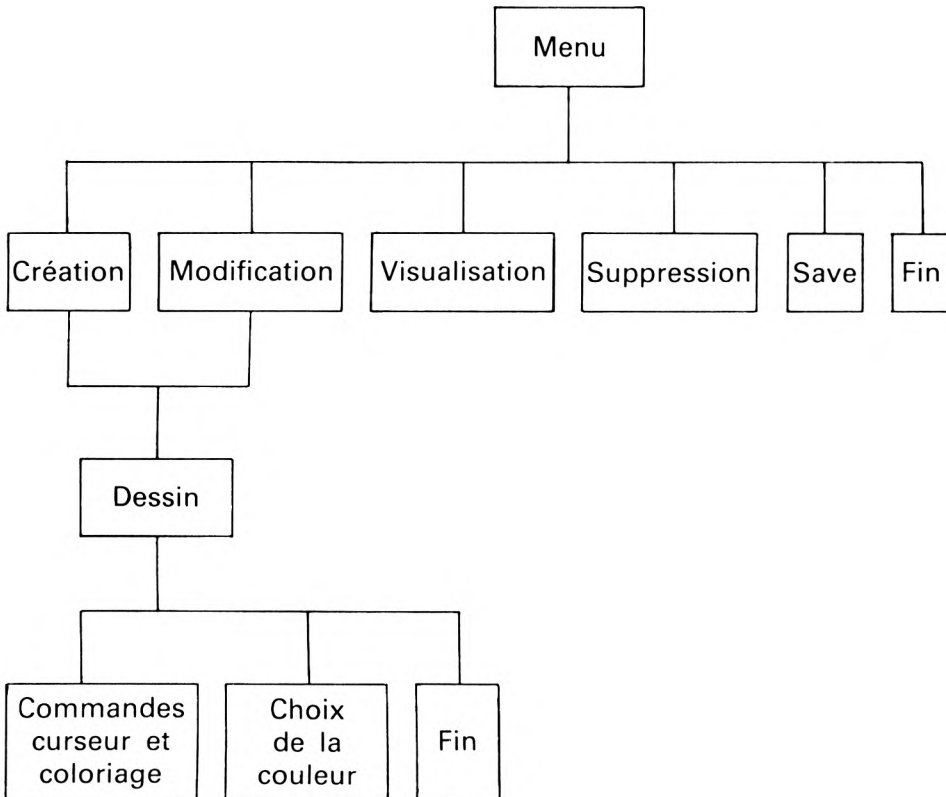 Menu
Création
Modification
Visualisation
Suppression
Save
Fin
Dessin
Commandes
curseur et
coloriage
Choix
de la
couleur
Fin